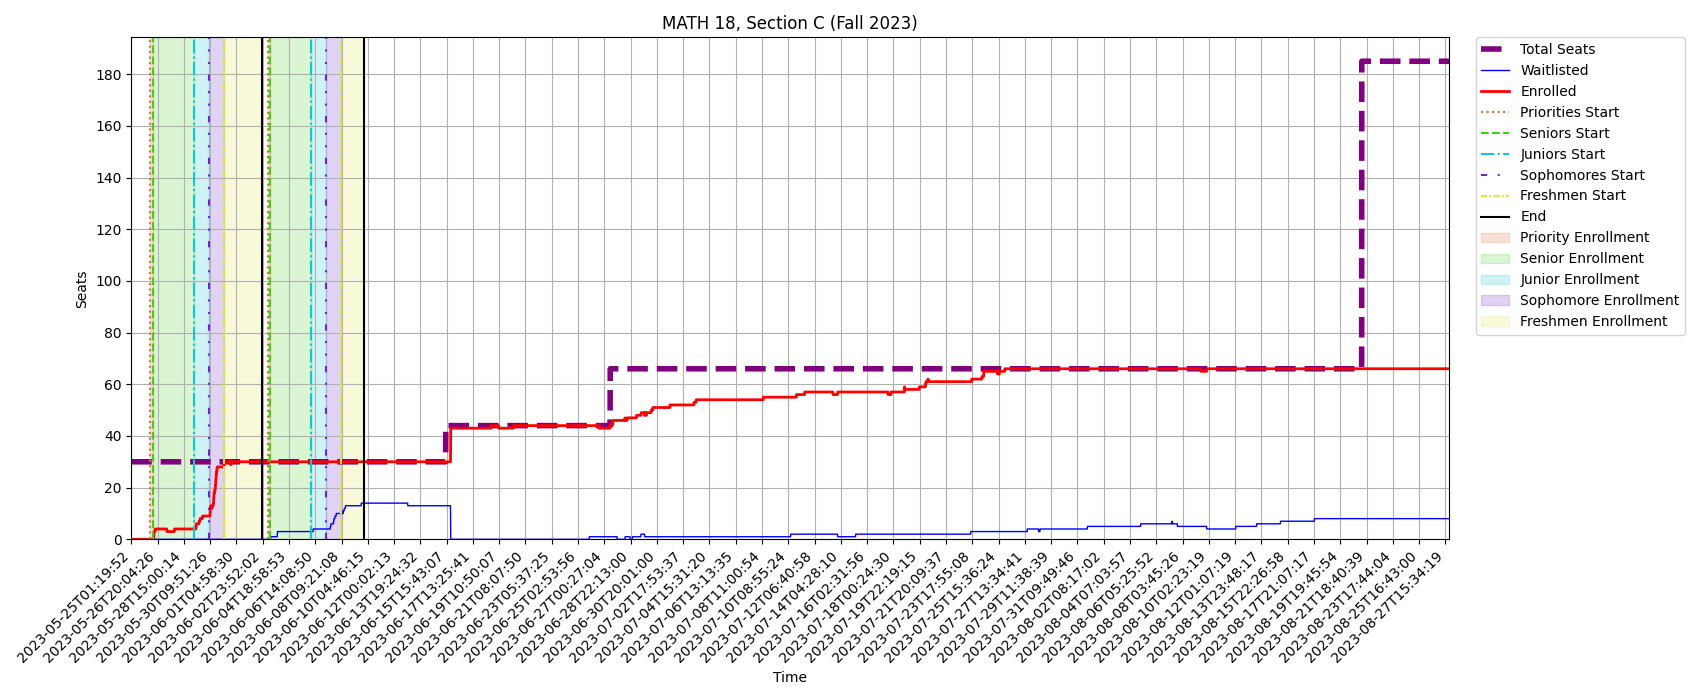 MATH 18, Section C (Fall 2023)
Seats
180
160
140
120
100
80
60
40
20
0
2023-05-25T01:19:52
2023-05-26T20:04:26
2023-05-28T15:00:14
2023-05-30T09:51:26
2023-06-01T04:58:30
2023-06-02T23:52:02
2023-06-04T18:58:53
2023-06-06T14:08:50
2023-06-08T09:21:08
2023-06-10T04:46:15
2023-06-12T00:02:13
2023-06-13T19:24:32
2023-06-15T15:43:07
2023-06-17T13:25:41
2023-06-19T10:50:07
2023-06-21T08:07:50
2023-06-23T05:37:25
2023-06-25T02:53:56
2023-06-27T00:27:04
2023-06-28T22:13:00
2023-06-30T20:01:00
2023-07-02T17:53:37
2023-07-04T15:31:20
2023-07-06T13:13:35
2023-07-08T11:00:54
2023-07-10T08:55:24
2023-07-12T06:40:58
2023-07-14T04:28:10
2023-07-16T02:31:56
2023-07-18T00:24:30
2023-07-19T22:19:15
2023-07-21T20:09:37
2023-07-23T17:55:08
2023-07-25T15:36:24
2023-07-27T13:34:41
2023-07-29T11:38:39
2023-07-31T09:49:46
2023-08-02T08:17:02
2023-08-04T07:03:57
2023-08-06T05:25:52
2023-08-08T03:45:26
2023-08-10T02:23:19
2023-08-12T01:07:19
2023-08-13T23:48:17
2023-08-15T22:26:58
2023-08-17T21:07:17
2023-08-19T19:45:54
2023-08-21T18:40:39
2023-08-23T17:44:04
2023-08-25T16:43:00
2023-08-27T15:34:19
Time
Total Seats
Waitlisted
Enrolled
Priorities Start
Seniors Start
Juniors Start
Sophomores Start
Freshmen Start
End
Priority Enrollment
Senior Enrollment
Junior Enrollment
Sophomore Enrollment
Freshmen Enrollment